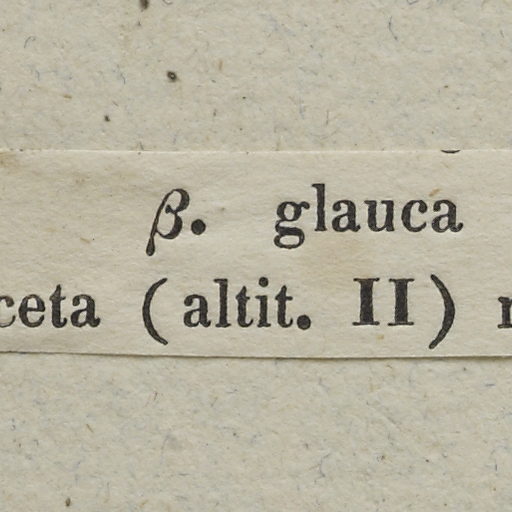 β. glauca
ceta (altit. II)